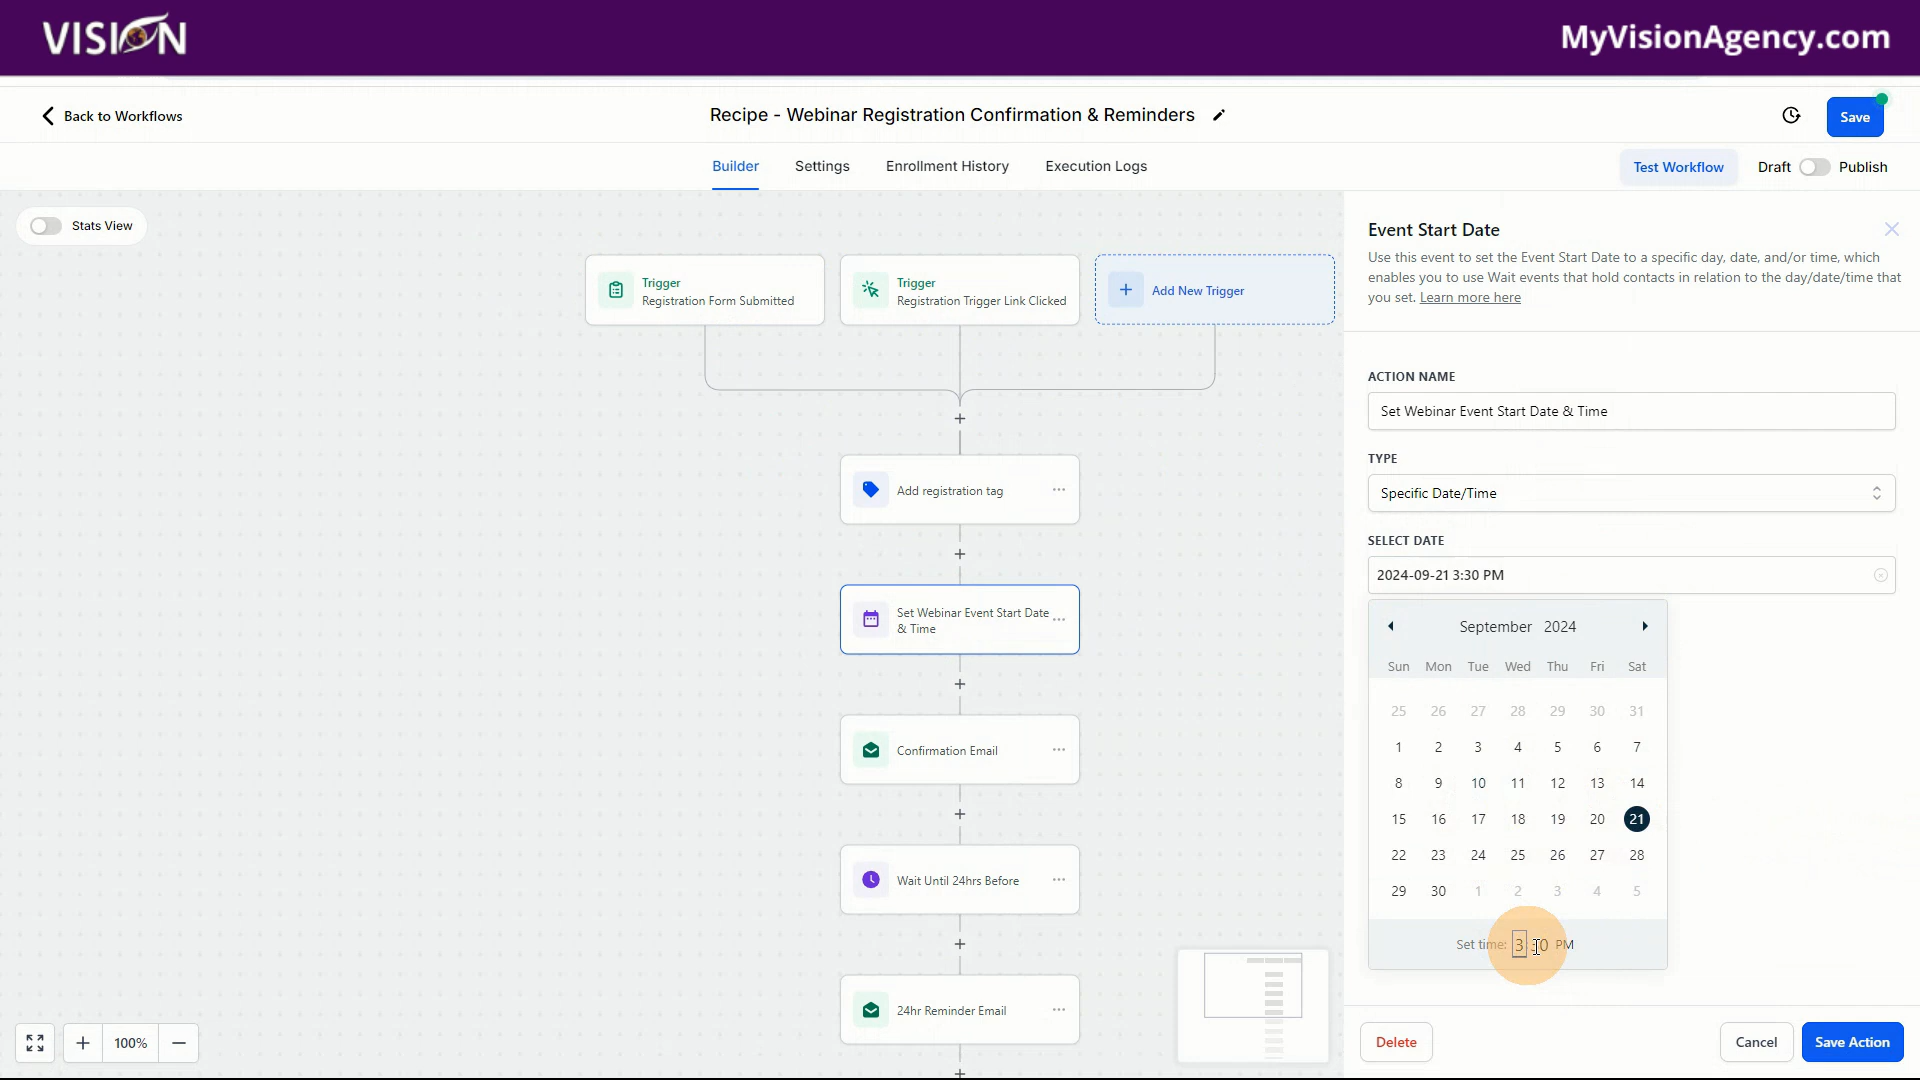 VISION
MyVisionAgency.com
Back to Workflows
Recipe - Webinar Registration Confirmation & Reminders
Save
Builder
Settings
Enrollment History
Execution Logs
Test Workflow
Draft
Publish
Stats View
Trigger
Registration Form Submitted
Trigger
Registration Trigger Link Clicked
Add New Trigger
Add registration tag
Set Webinar Event Start Date
& Time
Confirmation Email
Wait Until 24hrs Before
24hr Reminder Email
100%
Event Start Date
Use this event to set the Event Start Date to a specific day, date, and/or time, which
enables you to use Wait events that hold contacts in relation to the day/date/time that
you set. Learn more here
ACTION NAME
Set Webinar Event Start Date & Time
TYPE
Specific Date/Time
SELECT DATE
2024-09-21 3:30 PM
September 2024
Sun Mon Tue Wed Thu Fri Sat
25 26 27 28 29 30 31
1 2 3 4 5 6 7
8 9 10 11 12 13 14
15 16 17 18 19 20 21
22 23 24 25 26 27 28
29 30 1 2 3 4 5
Set time: 3:30 PM
Delete
Cancel
Save Action